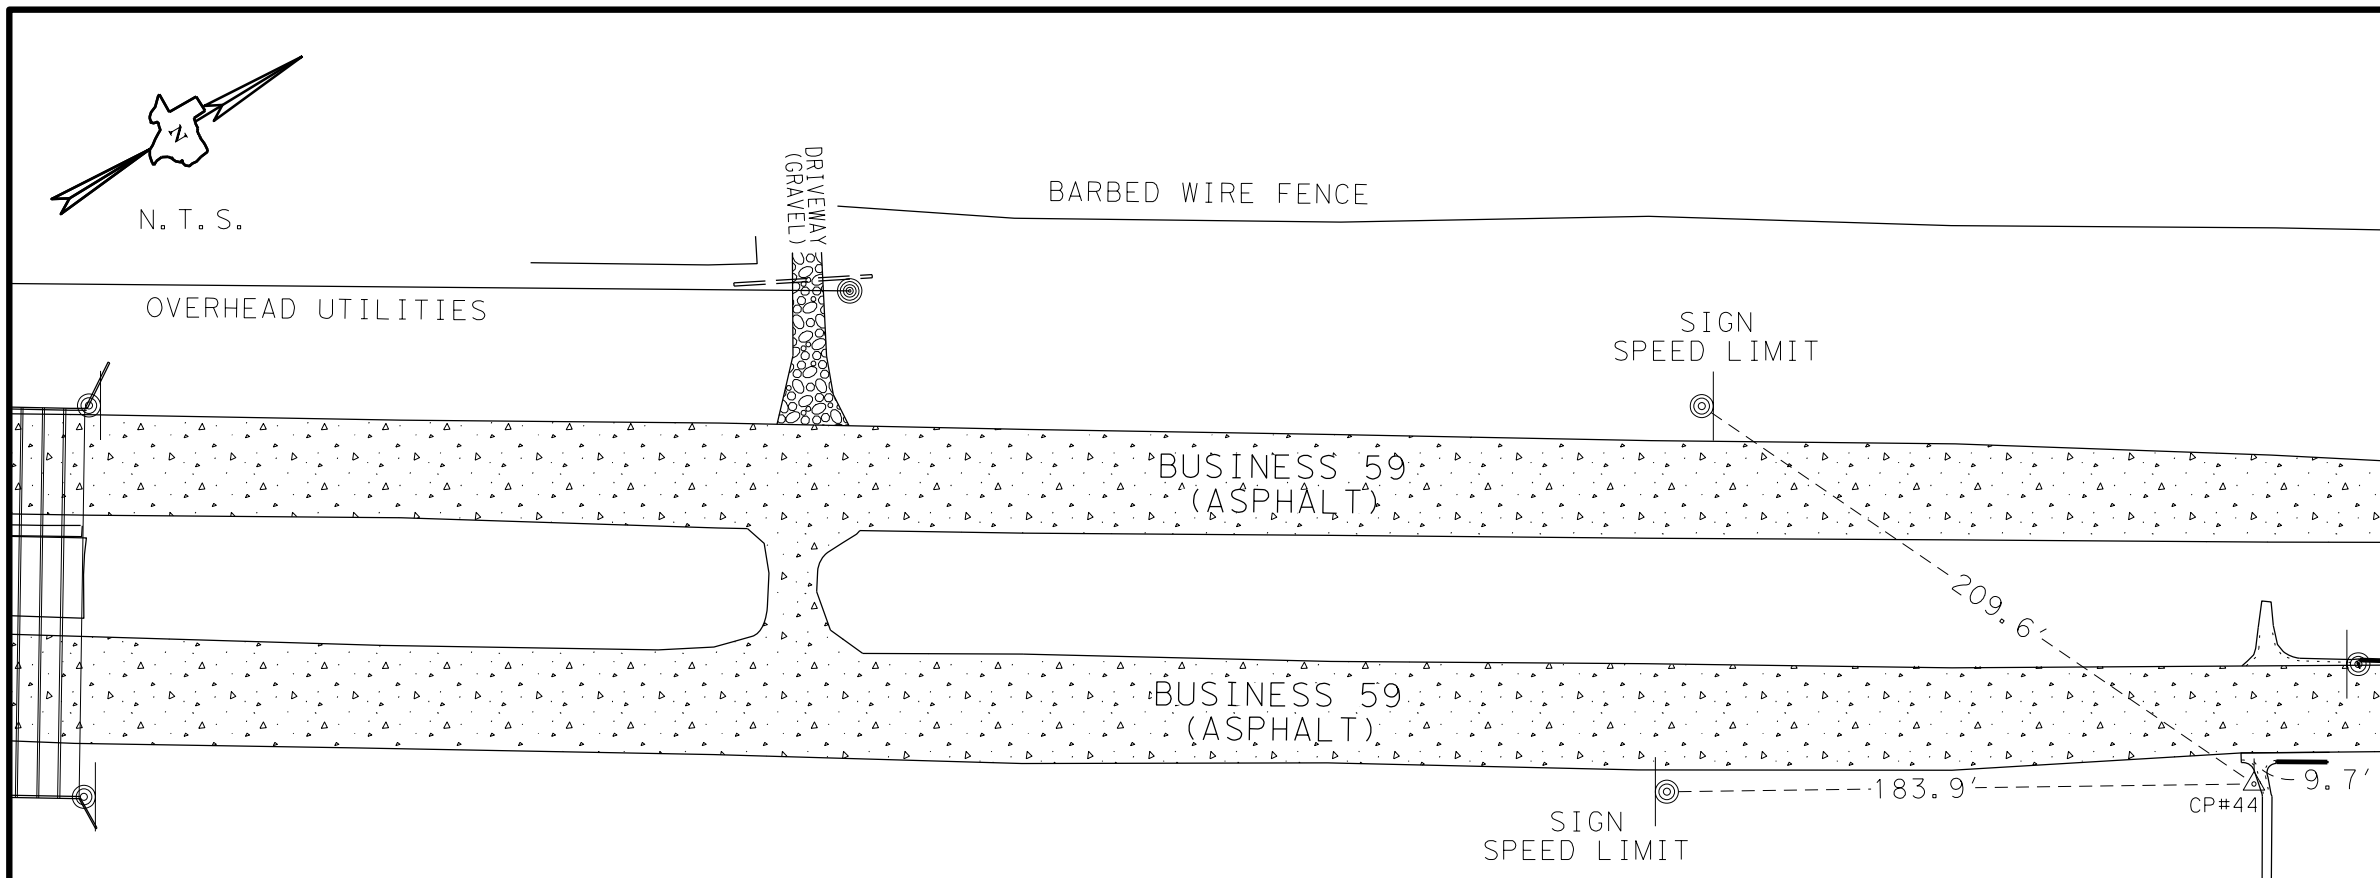 N
N.T.S.
DRIVEWAY
(GRAVEL)
BARBED WIRE FENCE
OVERHEAD UTILITIES
SIGN
SPEED LIMIT
BUSINESS 59
(ASPHALT)
209.6'
BUSINESS 59
(ASPHALT)
183.9'
9.7'
CP#44
SIGN
SPEED LIMIT